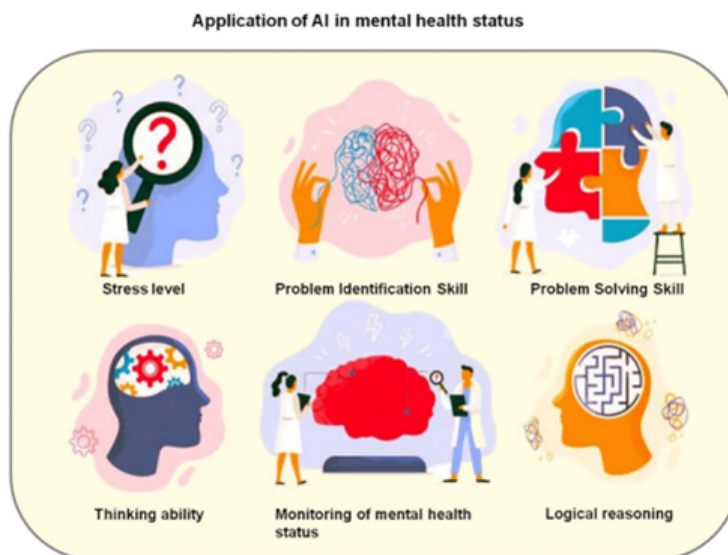 Application of AI in mental health status
?
?
?
?
?
?
?
?
Stress level
Problem Identification Skill
Problem Solving Skill
?
Thinking ability
Monitoring of mental health
status
Logical reasoning